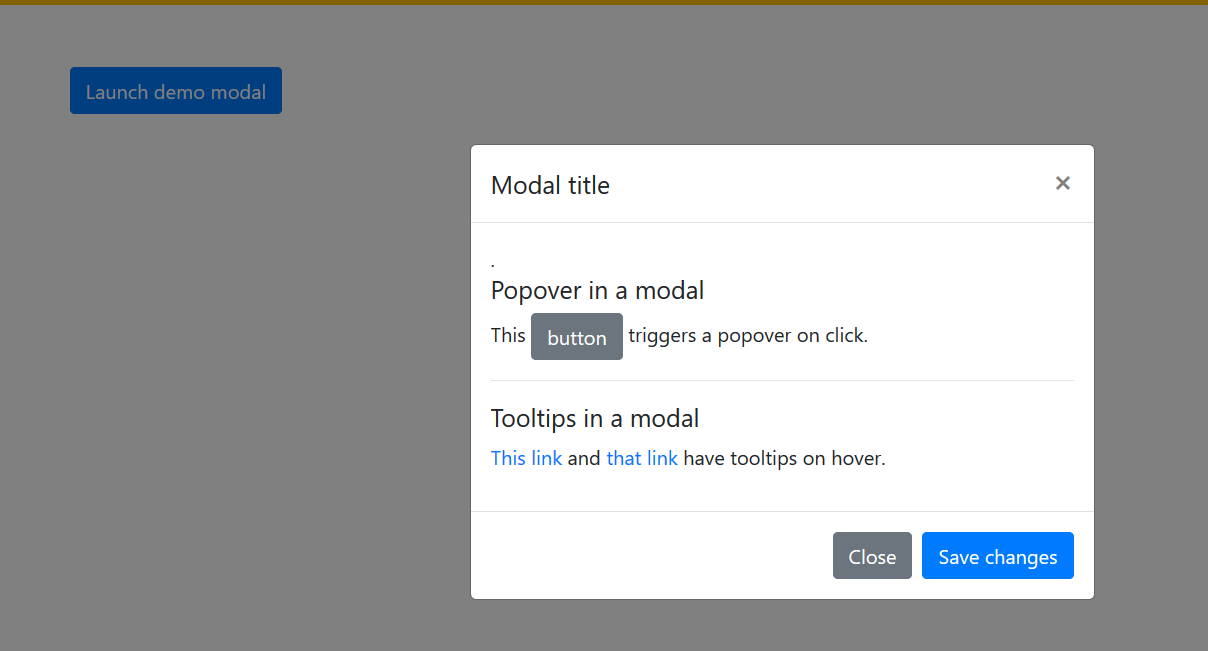 Launch demo modal
Modal title
×
.
Popover in a modal
This button triggers a popover on click.
Tooltips in a modal
This link and that link have tooltips on hover.
Close Save changes